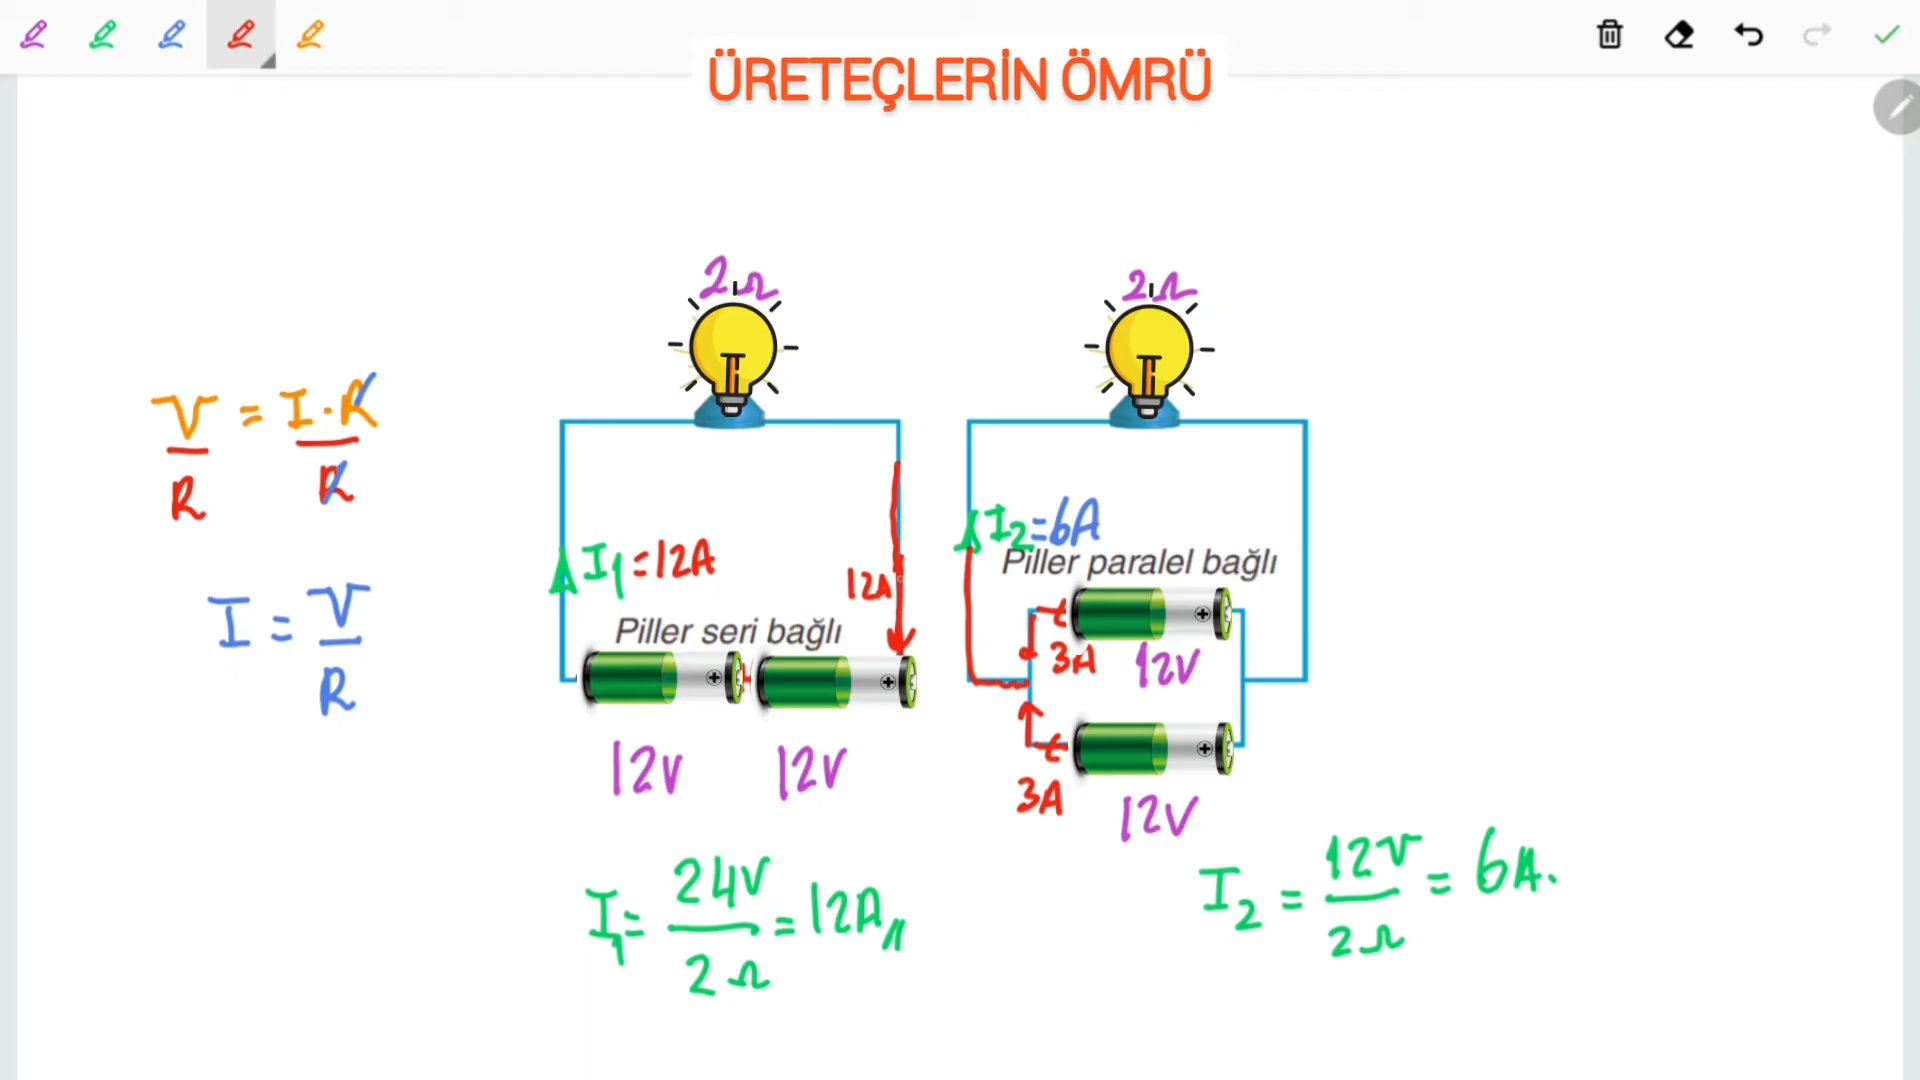 ÜRETEÇLERİN ÖMRÜ
2Ω
2Ω
V/R = I·R/R
I = V/R
I1 = 12A
12A
Piller seri bağlı
12V
12V
I1 = 24V/2Ω = 12A
I2 = 6A
Piller paralel bağlı
3A
12V
3A
12V
I2 = 12V/2Ω = 6A.